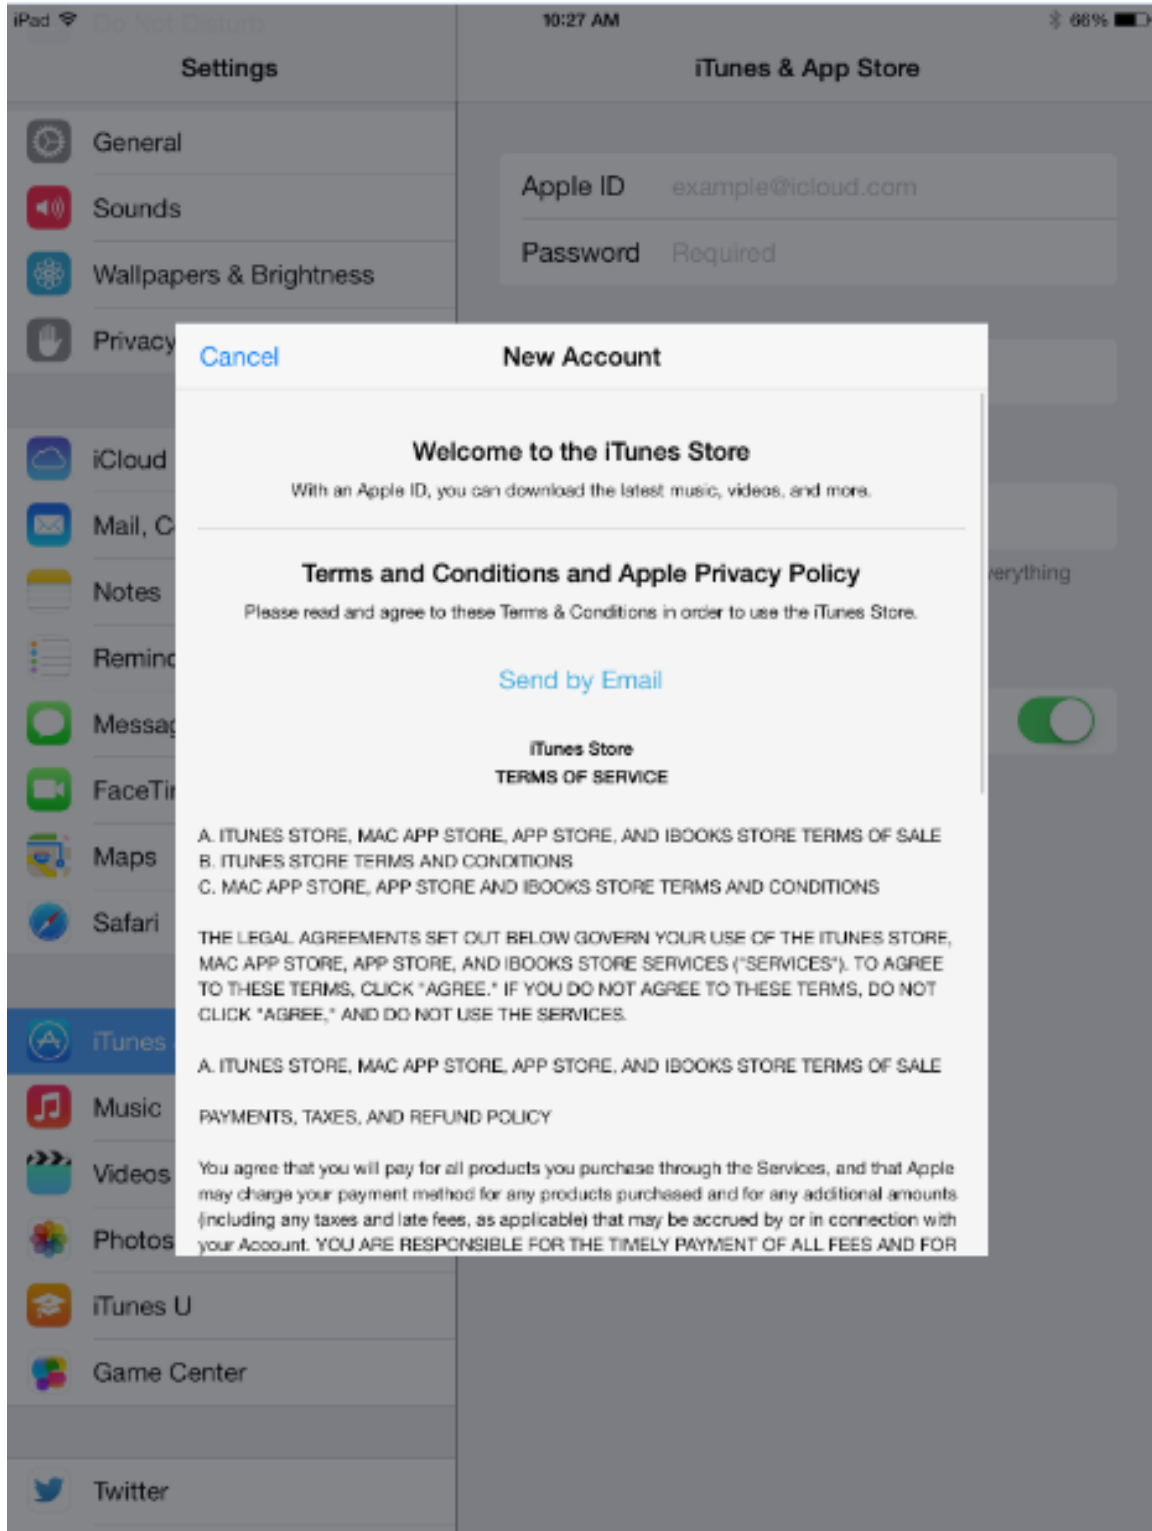 iPad
Do Not Disturb
10:27 AM
66%
Settings
iTunes & App Store
General
Sounds
Wallpapers & Brightness
Privacy
iCloud
Mail, C
Notes
Remind
Messag
FaceTi
Maps
Safari
iTunes
Music
Videos
Photos
iTunes U
Game Center
Twitter
Apple ID example@icloud.com
Password Required
erything
Cancel
New Account
Welcome to the iTunes Store
With an Apple ID, you can download the latest music, videos, and more.
Terms and Conditions and Apple Privacy Policy
Please read and agree to these Terms & Conditions in order to use the iTunes Store.
Send by Email
iTunes Store
TERMS OF SERVICE
A. ITUNES STORE, MAC APP STORE, APP STORE, AND IBOOKS STORE TERMS OF SALE
B. ITUNES STORE TERMS AND CONDITIONS
C. MAC APP STORE, APP STORE AND IBOOKS STORE TERMS AND CONDITIONS
THE LEGAL AGREEMENTS SET OUT BELOW GOVERN YOUR USE OF THE ITUNES STORE,
MAC APP STORE, APP STORE, AND IBOOKS STORE SERVICES ("SERVICES"). TO AGREE
TO THESE TERMS, CLICK "AGREE." IF YOU DO NOT AGREE TO THESE TERMS, DO NOT
CLICK "AGREE," AND DO NOT USE THE SERVICES.
A. ITUNES STORE, MAC APP STORE, APP STORE, AND IBOOKS STORE TERMS OF SALE
PAYMENTS, TAXES, AND REFUND POLICY
You agree that you will pay for all products you purchase through the Services, and that Apple
may charge your payment method for any products purchased and for any additional amounts
(including any taxes and late fees, as applicable) that may be accrued by or in connection with
your Account. YOU ARE RESPONSIBLE FOR THE TIMELY PAYMENT OF ALL FEES AND FOR